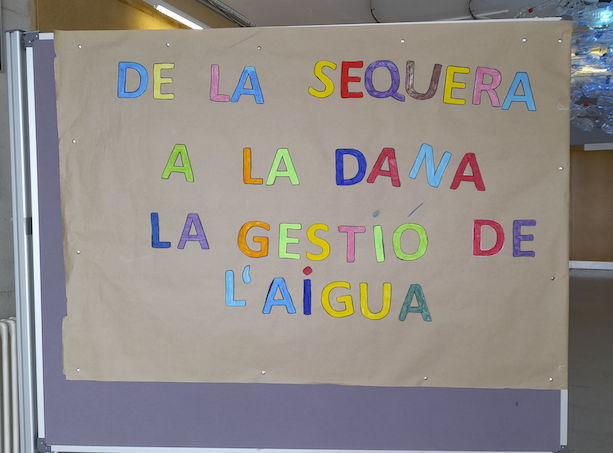 DE LA SEQUERA
A LA DANA
LA GESTIÓ DE
L'AiGUA